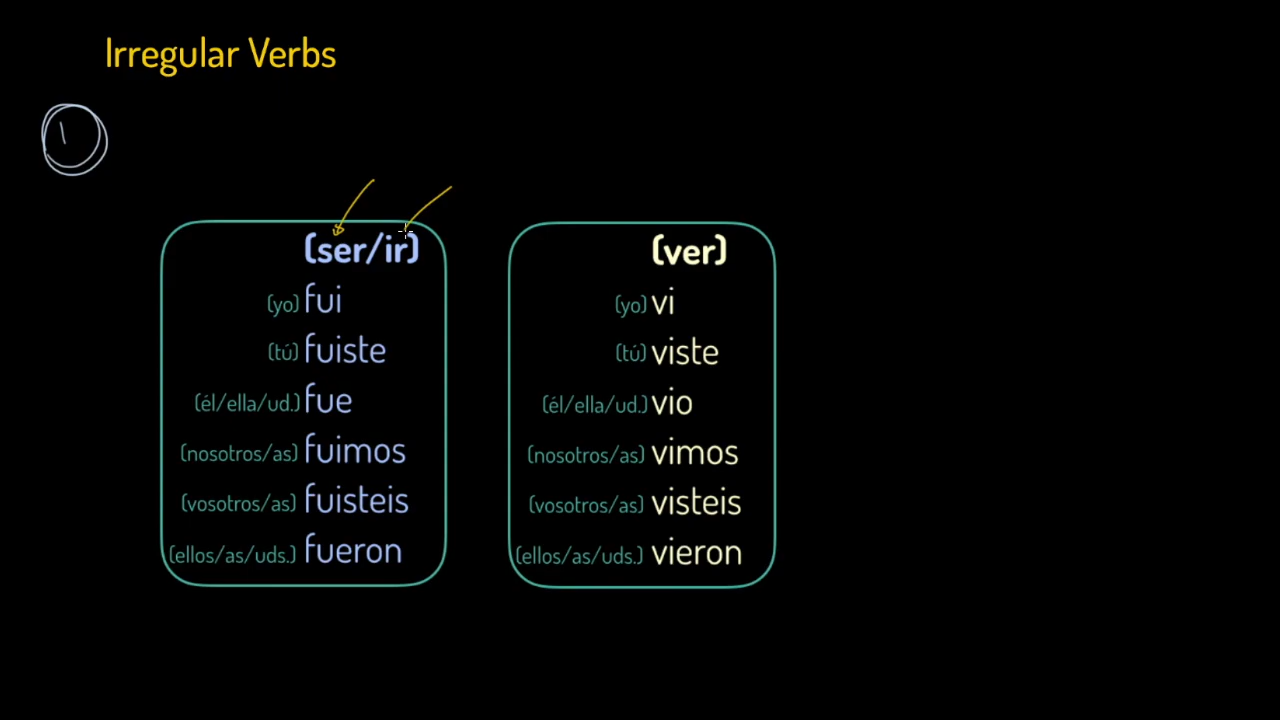 Irregular Verbs
1
(ser/ir)
(yo) fui
(tú) fuiste
(él/ella/ud.) fue
(nosotros/as) fuimos
(vosotros/as) fuisteis
(ellos/as/uds.) fueron
(ver)
(yo) vi
(tú) viste
(él/ella/ud.) vio
(nosotros/as) vimos
(vosotros/as) visteis
(ellos/as/uds.) vieron